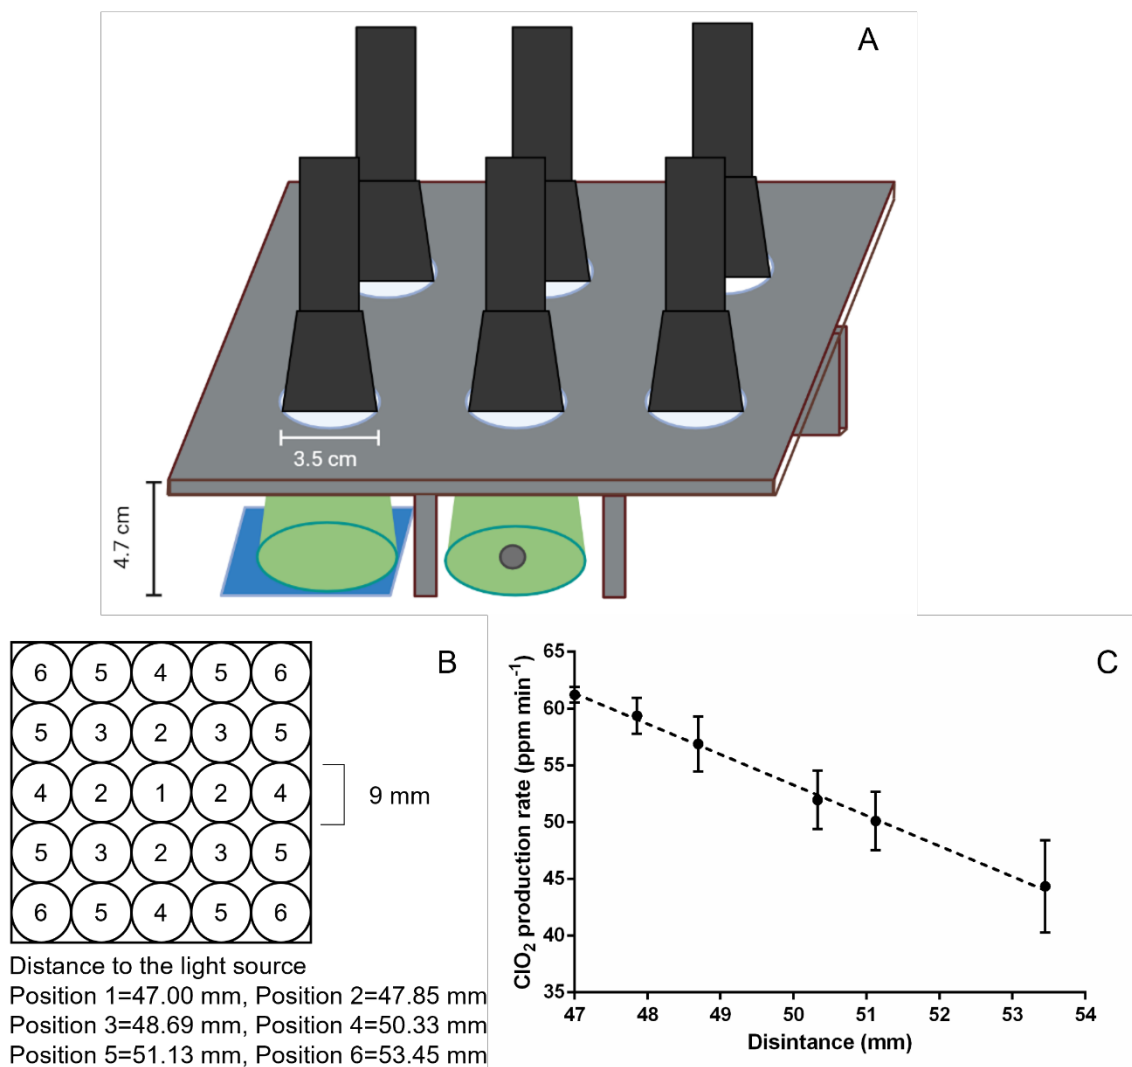 A
3.5 cm
4.7 cm
B
6 5 4 5 6
5 3 2 3 5
4 2 1 2 4
5 3 2 3 5
6 5 4 5 6
9 mm
Distance to the light source
Position 1=47.00 mm, Position 2=47.85 mm
Position 3=48.69 mm, Position 4=50.33 mm
Position 5=51.13 mm, Position 6=53.45 mm
C
ClO₂ production rate (ppm min⁻¹)
65
60
55
50
45
40
35
47 48 49 50 51 52 53 54
Disintance (mm)